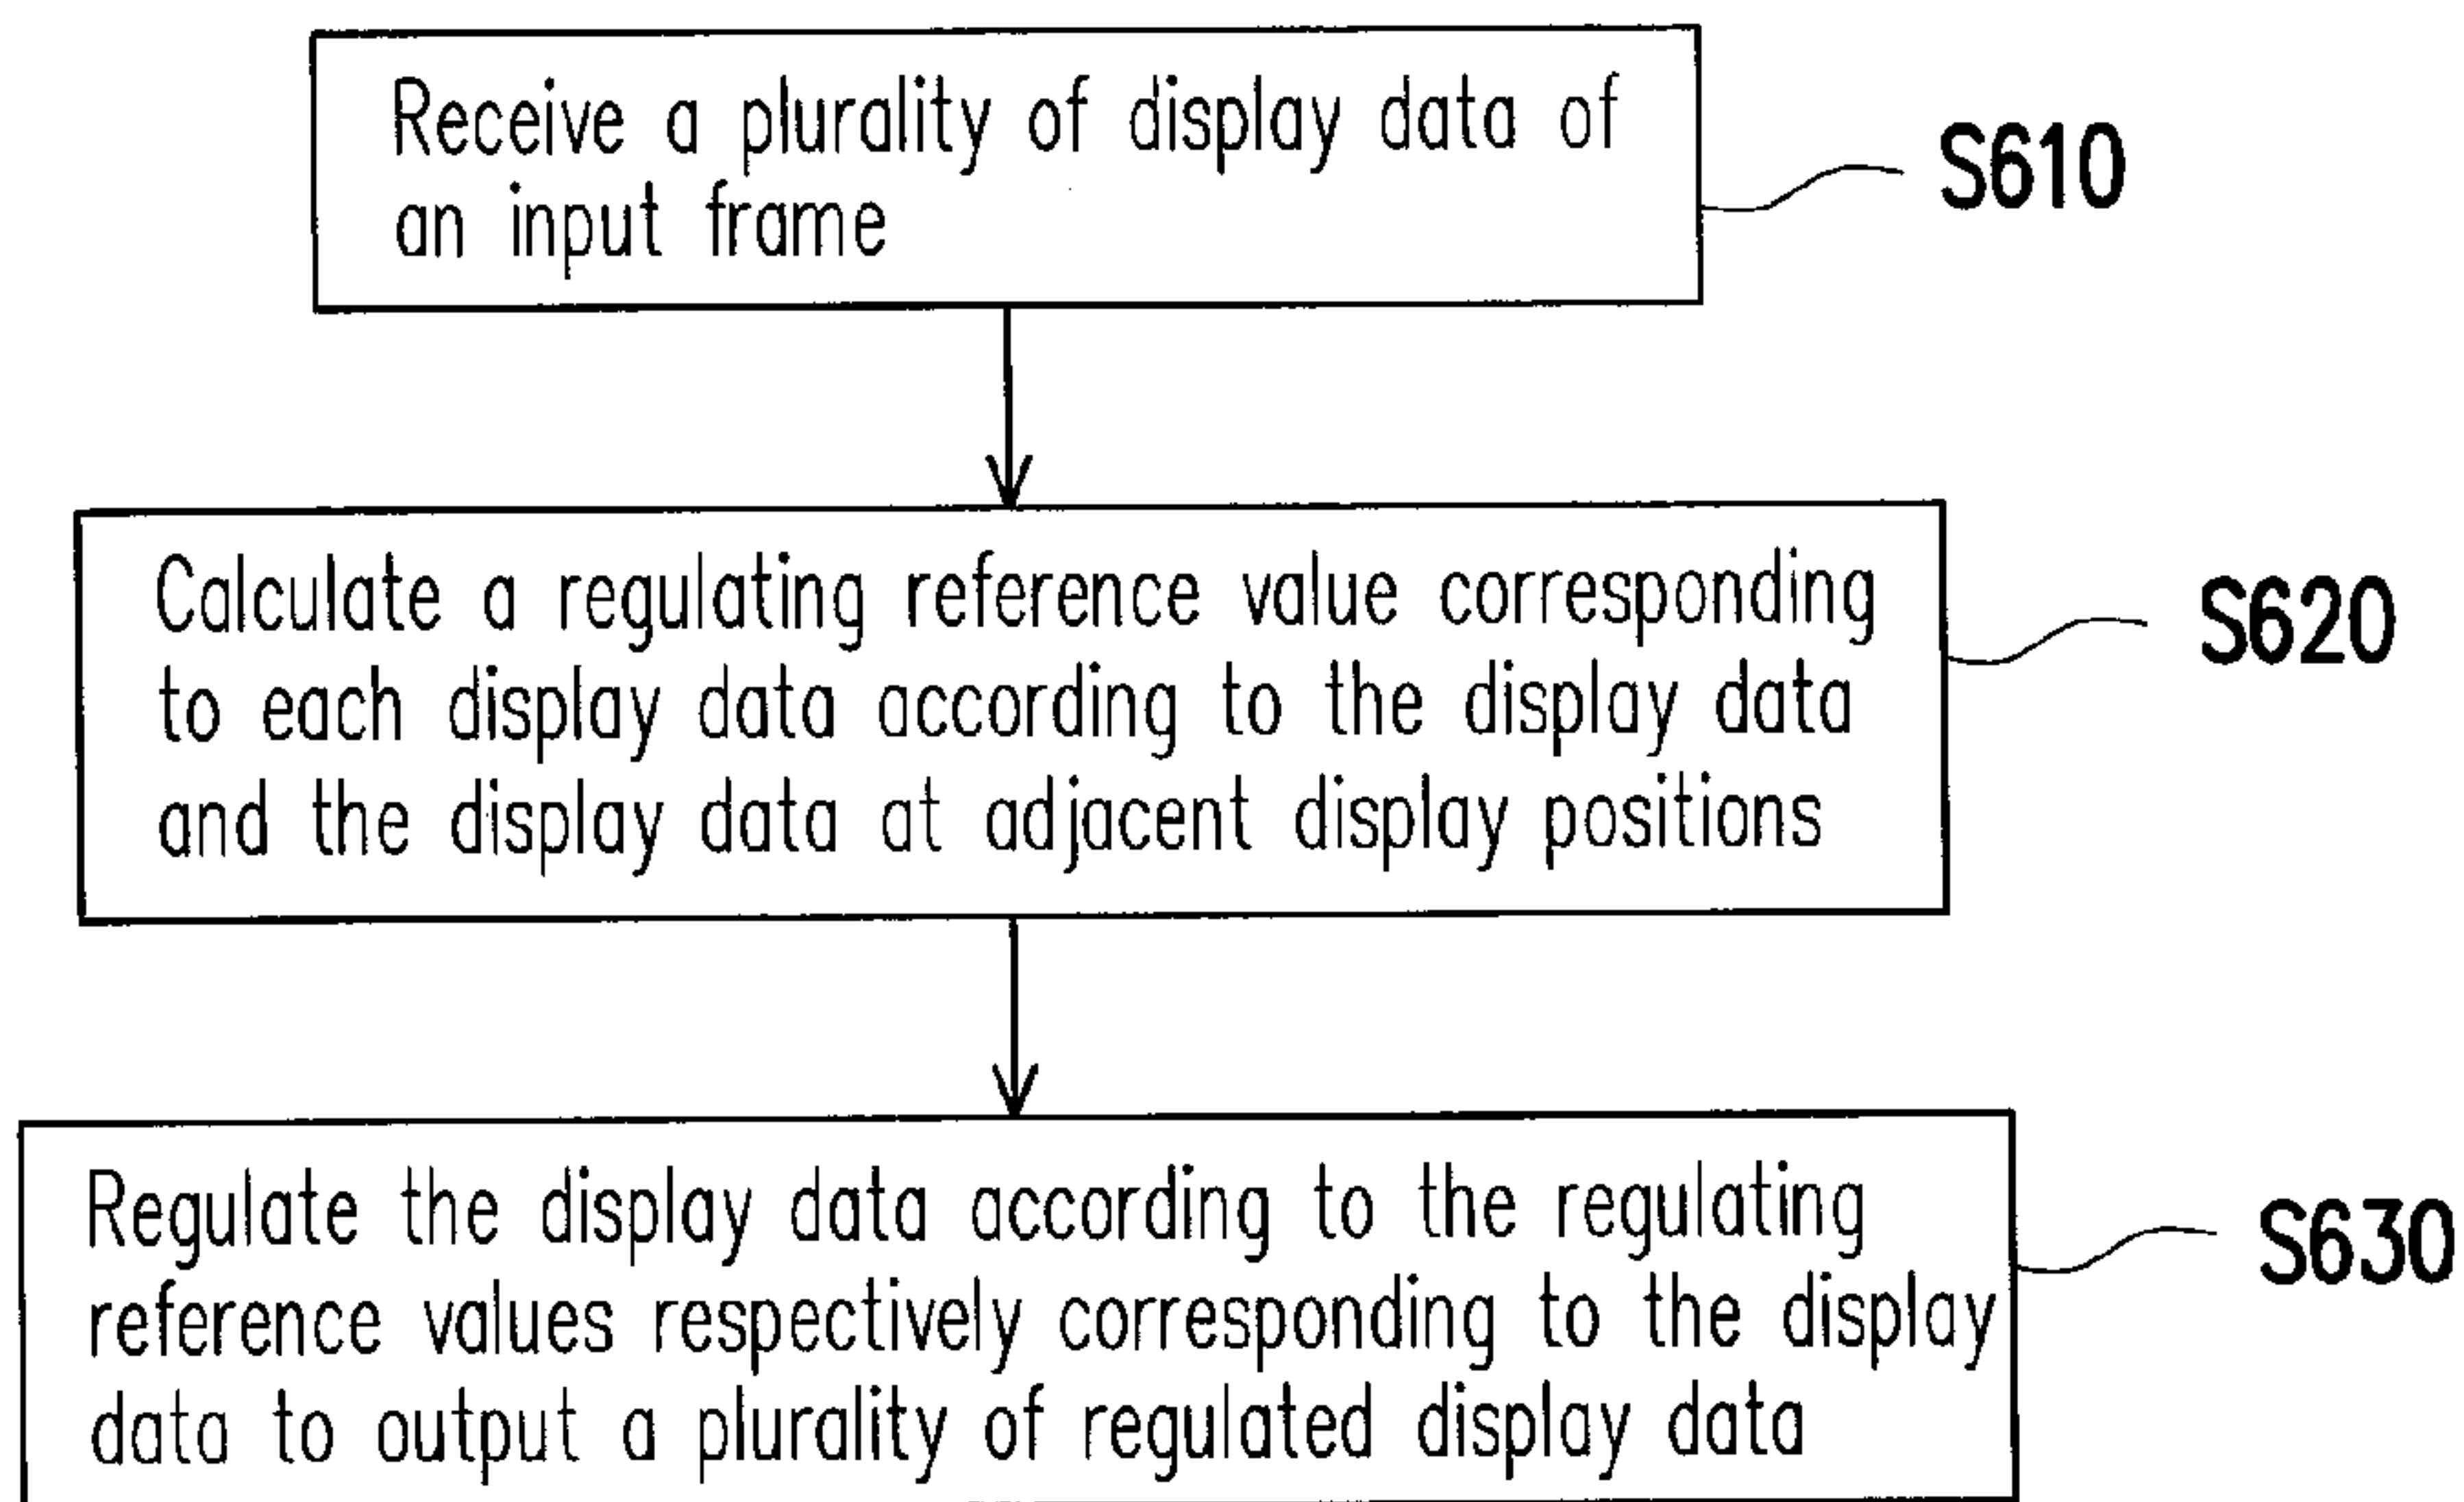 Receive a plurality of display data of
an input frame
S610
Calculate a regulating reference value corresponding
to each display data according to the display data
and the display data at adjacent display positions
S620
Regulate the display data according to the regulating
reference values respectively corresponding to the display
data to output a plurality of regulated display data
S630